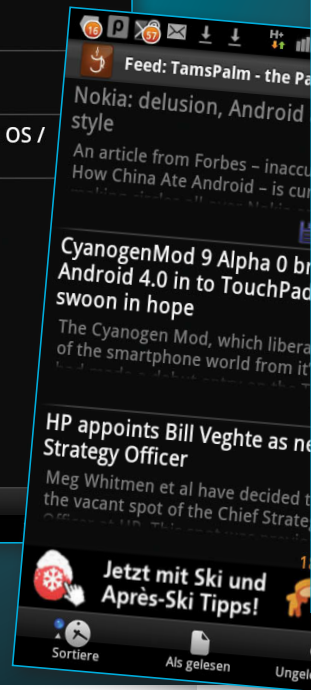 OS /
16
57
H+
Feed: TamsPalm - the Pa
Nokia: delusion, Android
style
An article from Forbes – inaccu
How China Ate Android – is cur
CyanogenMod 9 Alpha 0 br
Android 4.0 in to TouchPad
swoon in hope
The Cyanogen Mod, which libera
of the smartphone world from it'
HP appoints Bill Veghte as ne
Strategy Officer
Meg Whitmen et al have decided t
the vacant spot of the Chief Strate
Jetzt mit Ski und
Après-Ski Tipps!
Sortiere
Als gelesen
Ungele